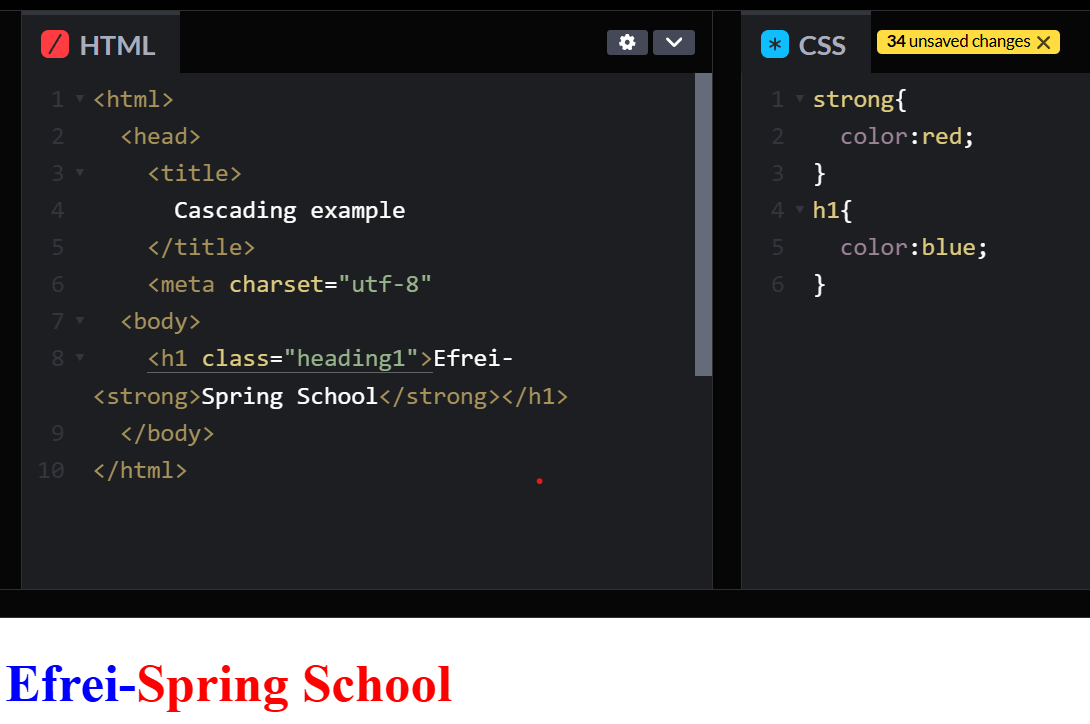 HTML
1 <html>
2 <head>
3 <title>
4 Cascading example
5 </title>
6 <meta charset="utf-8"
7 <body>
8 <h1 class="heading1">Efrei-
<strong>Spring School</strong></h1>
9 </body>
10 </html>
CSS
34 unsaved changes X
1 strong{
2 color:red;
3 }
4 h1{
5 color:blue;
6 }
Efrei-Spring School